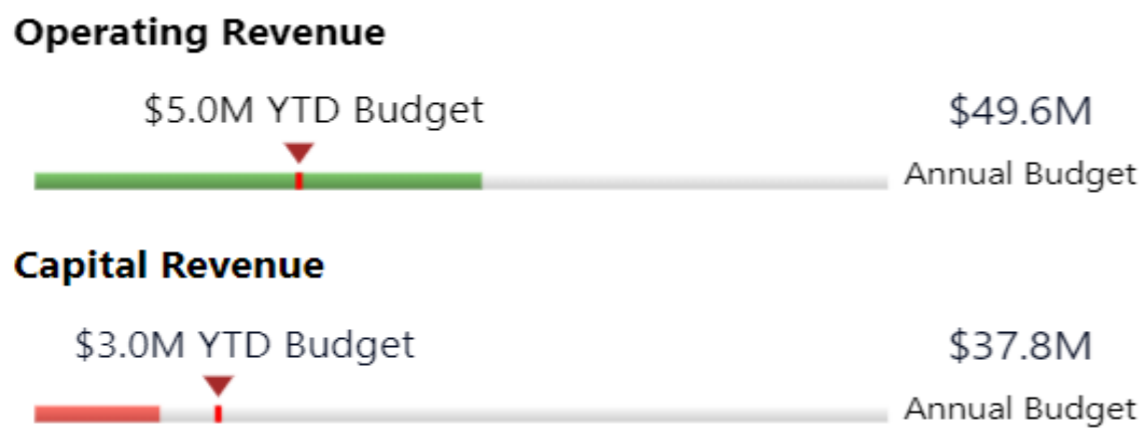 Operating Revenue
$5.0M YTD Budget
$49.6M
Annual Budget
Capital Revenue
$3.0M YTD Budget
$37.8M
Annual Budget